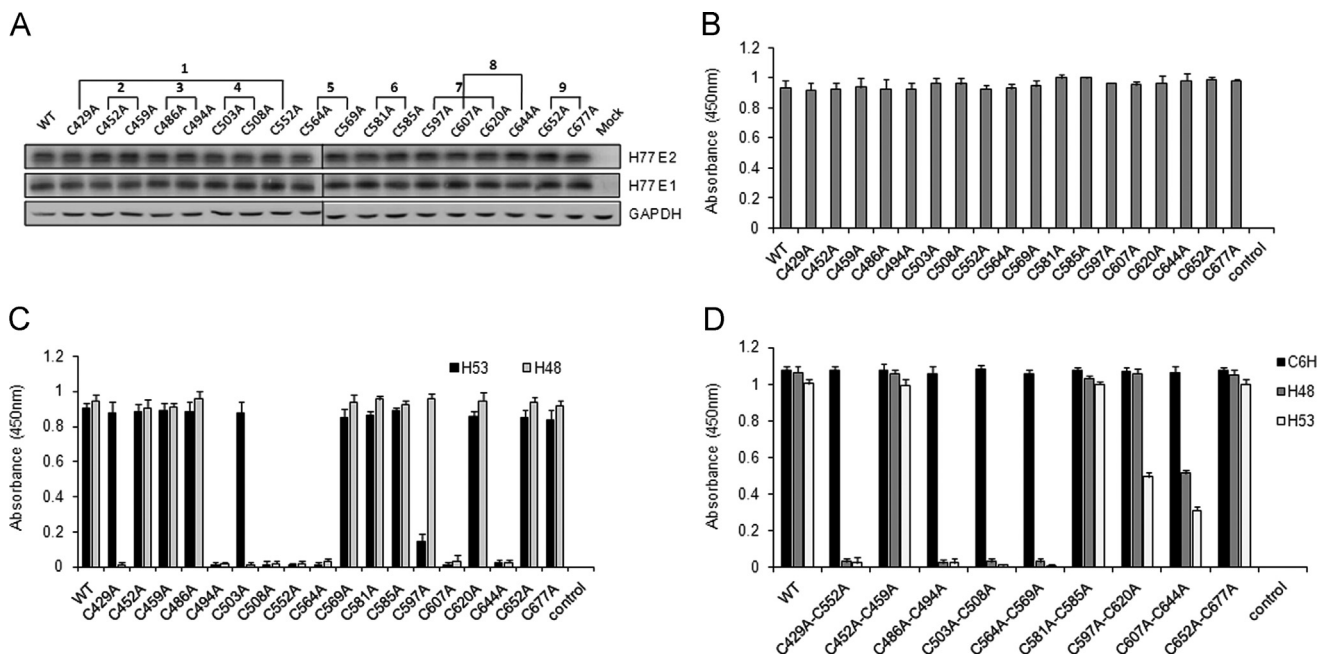 A
1
2 3 4 5 6 7 8 9
WT C429A C452A C459A C486A C494A C503A C508A C552A C564A C569A C581A C585A C597A C607A C620A C644A C652A C677A Mock
H77 E2
H77 E1
GAPDH
B
Absorbance (450nm)
1.2
1
0.8
0.6
0.4
0.2
0
WT C429A C452A C459A C486A C494A C503A C508A C552A C564A C569A C581A C585A C597A C607A C620A C644A C652A C677A control
C
H53 H48
Absorbance (450nm)
1.2
1
0.8
0.6
0.4
0.2
0
WT C429A C452A C459A C486A C494A C503A C508A C552A C564A C569A C581A C585A C597A C607A C620A C644A C652A C677A control
D
C6H
H48
H53
Absorbance (450nm)
1.2
1
0.8
0.6
0.4
0.2
0
WT C429A-C552A C452A-C459A C486A-C494A C503A-C508A C564A-C569A C581A-C585A C597A-C620A C607A-C644A C652A-C677A control